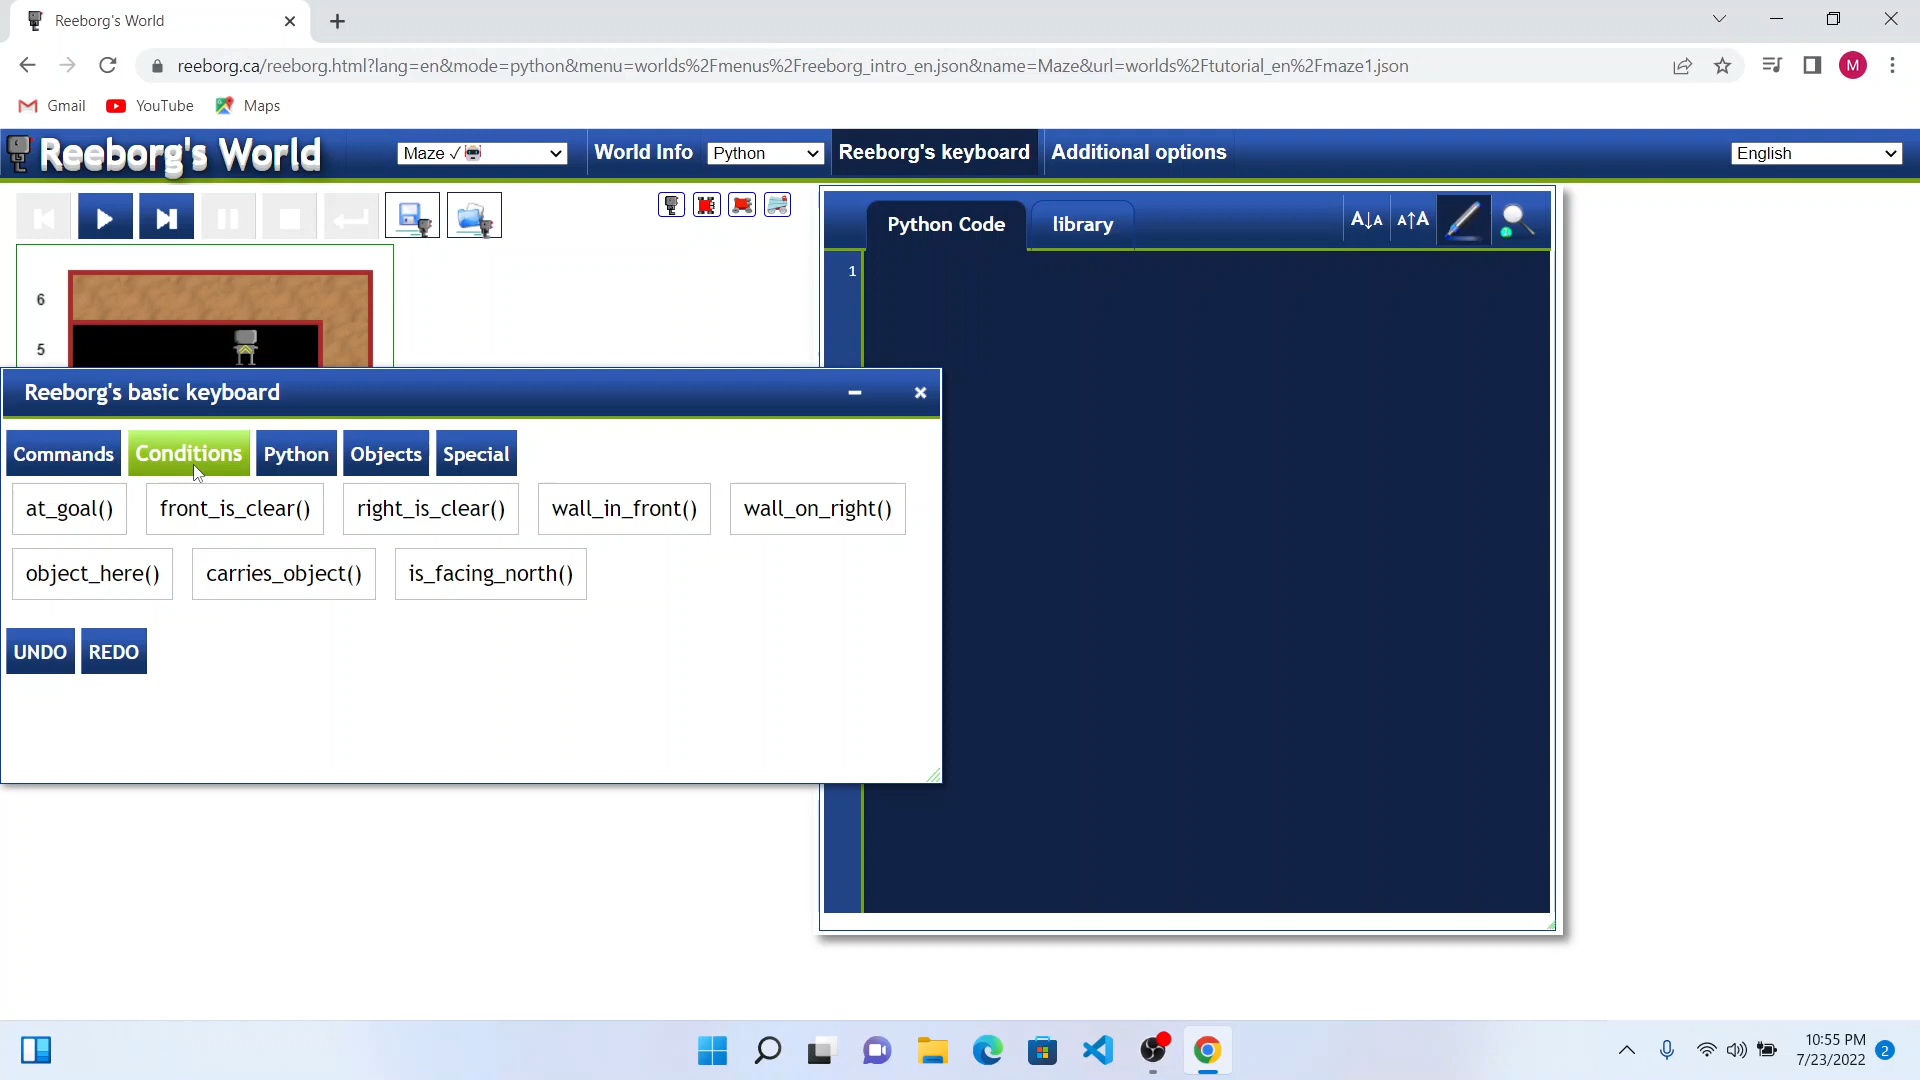 Reeborg's World
reeborg.ca/reeborg.html?lang=en&mode=python&menu=worlds%2Fmenus%2Freeborg_intro_en.json&name=Maze&url=worlds%2Ftutorial_en%2Fmaze1.json
M
Gmail YouTube Maps
Reeborg's World Maze ✓ World Info Python Reeborg's keyboard Additional options English
Python Code library A↓A A↑A
1
6
5
Reeborg's basic keyboard
Commands Conditions Python Objects Special
at_goal() front_is_clear() right_is_clear() wall_in_front() wall_on_right()
object_here() carries_object() is_facing_north()
UNDO REDO
10:55 PM
7/23/2022
2